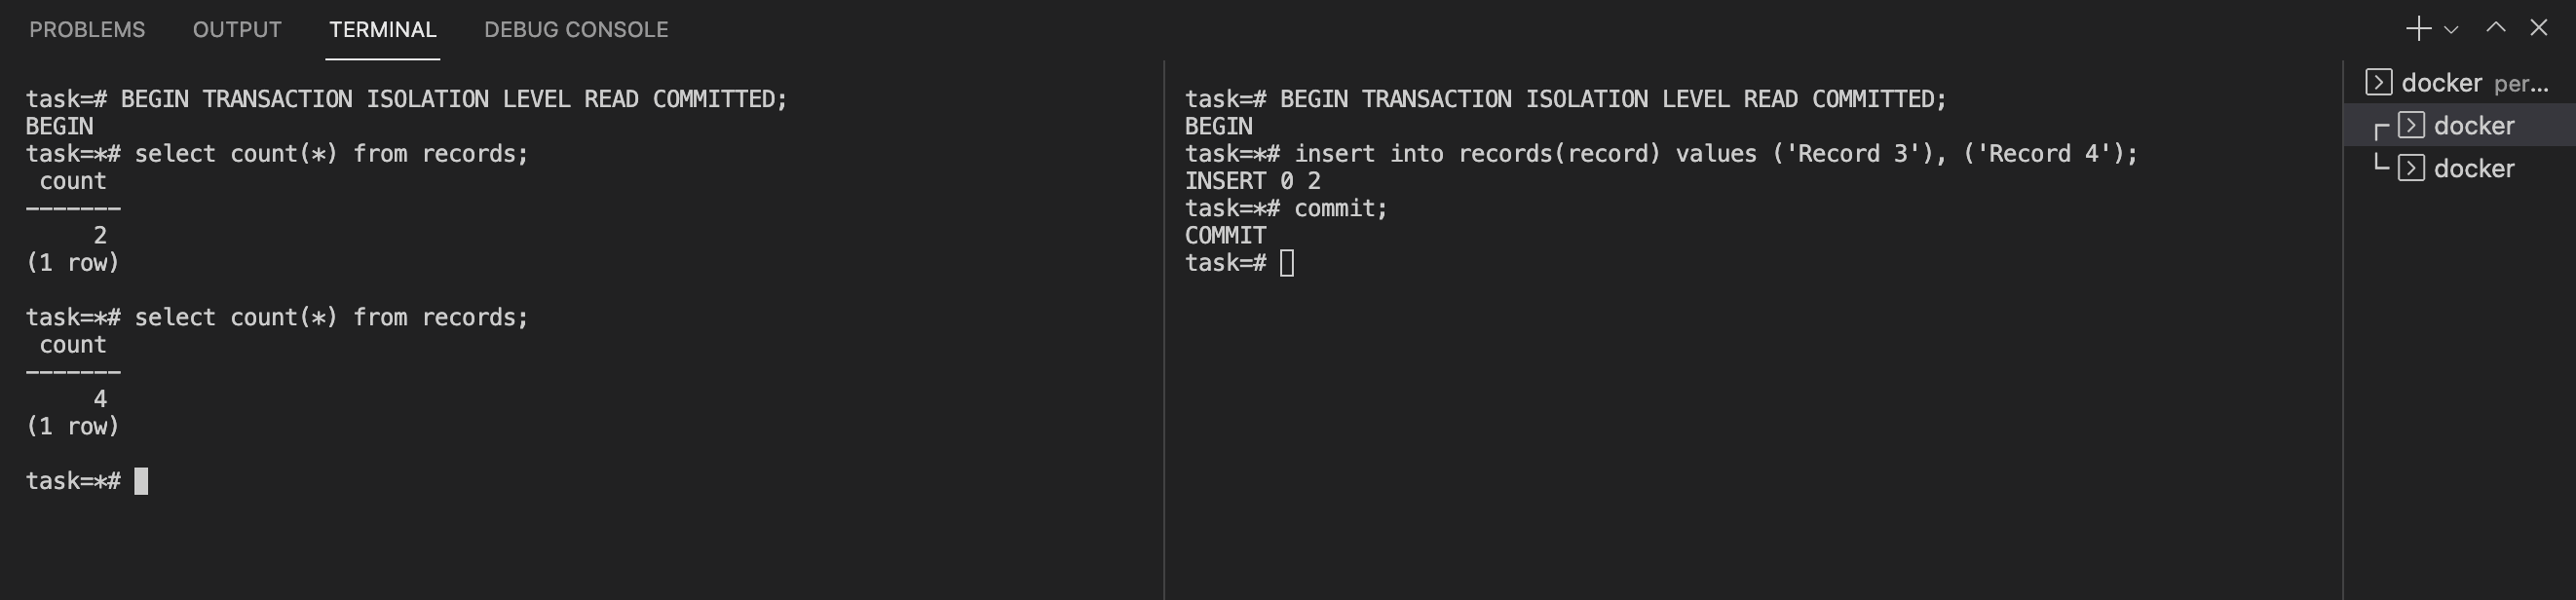 PROBLEMS OUTPUT TERMINAL DEBUG CONSOLE
task=# BEGIN TRANSACTION ISOLATION LEVEL READ COMMITTED;
BEGIN
task=*# select count(*) from records;
 count
-------
     2
(1 row)

task=*# select count(*) from records;
 count
-------
     4
(1 row)

task=*#
task=# BEGIN TRANSACTION ISOLATION LEVEL READ COMMITTED;
BEGIN
task=*# insert into records(record) values ('Record 3'), ('Record 4');
INSERT 0 2
task=*# commit;
COMMIT
task=#
docker per...
docker
docker